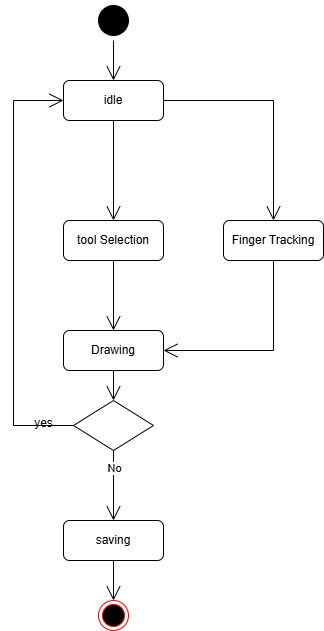 idle
tool Selection
Finger Tracking
Drawing
yes
No
saving